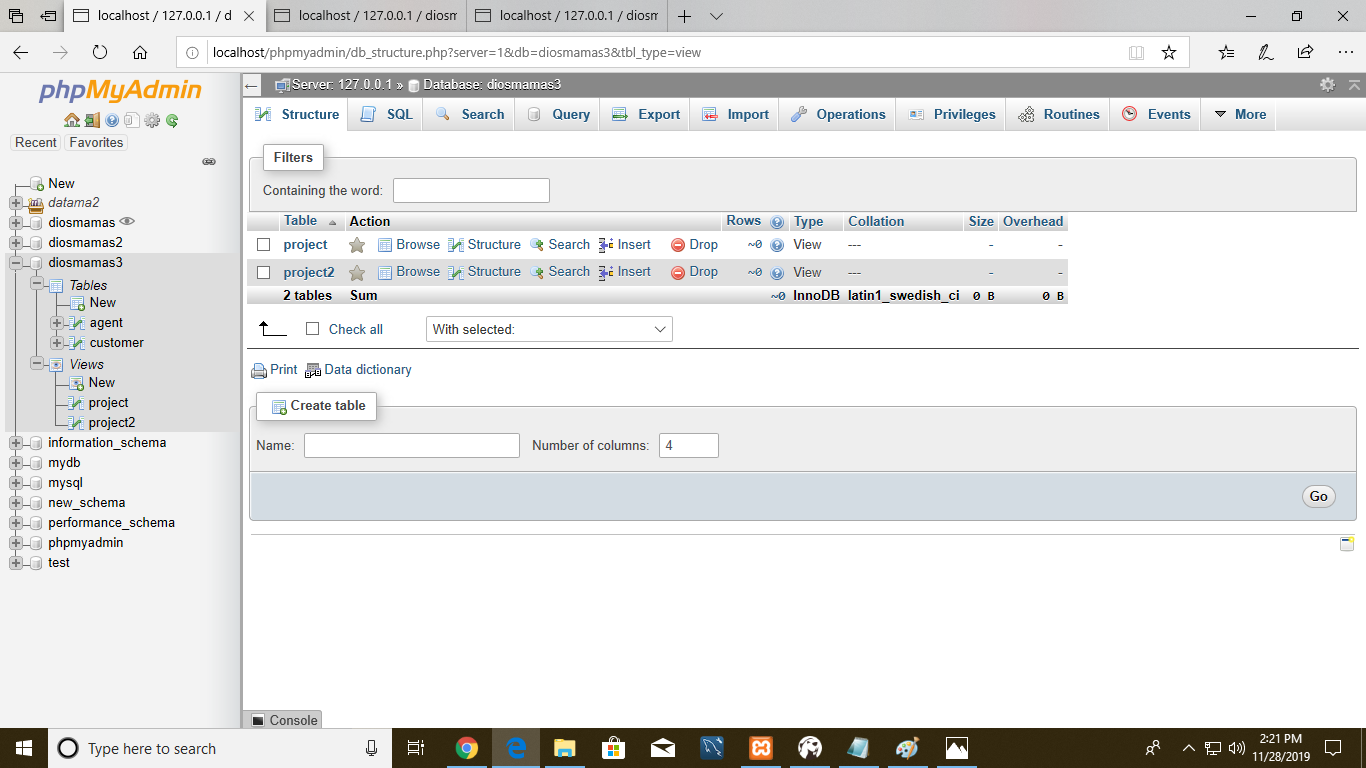 localhost / 127.0.0.1 / d
localhost / 127.0.0.1 / diosm
localhost / 127.0.0.1 / diosm
localhost/phpmyadmin/db_structure.php?server=1&db=diosmamas3&tbl_type=view
phpMyAdmin
Recent Favorites
New
datama2
diosmamas
diosmamas2
diosmamas3
Tables
New
agent
customer
Views
New
project
project2
information_schema
mydb
mysql
new_schema
performance_schema
phpmyadmin
test
Server: 127.0.0.1 » Database: diosmamas3
Structure SQL Search Query Export Import Operations Privileges Routines Events More
Filters
Containing the word:
Table Action Rows Type Collation Size Overhead
project Browse Structure Search Insert Drop ~0 View --- - -
project2 Browse Structure Search Insert Drop ~0 View --- - -
2 tables Sum ~0 InnoDB latin1_swedish_ci 0 B 0 B
Check all With selected:
Print Data dictionary
Create table
Name: Number of columns: 4
Go
Console
Type here to search
2:21 PM
11/28/2019